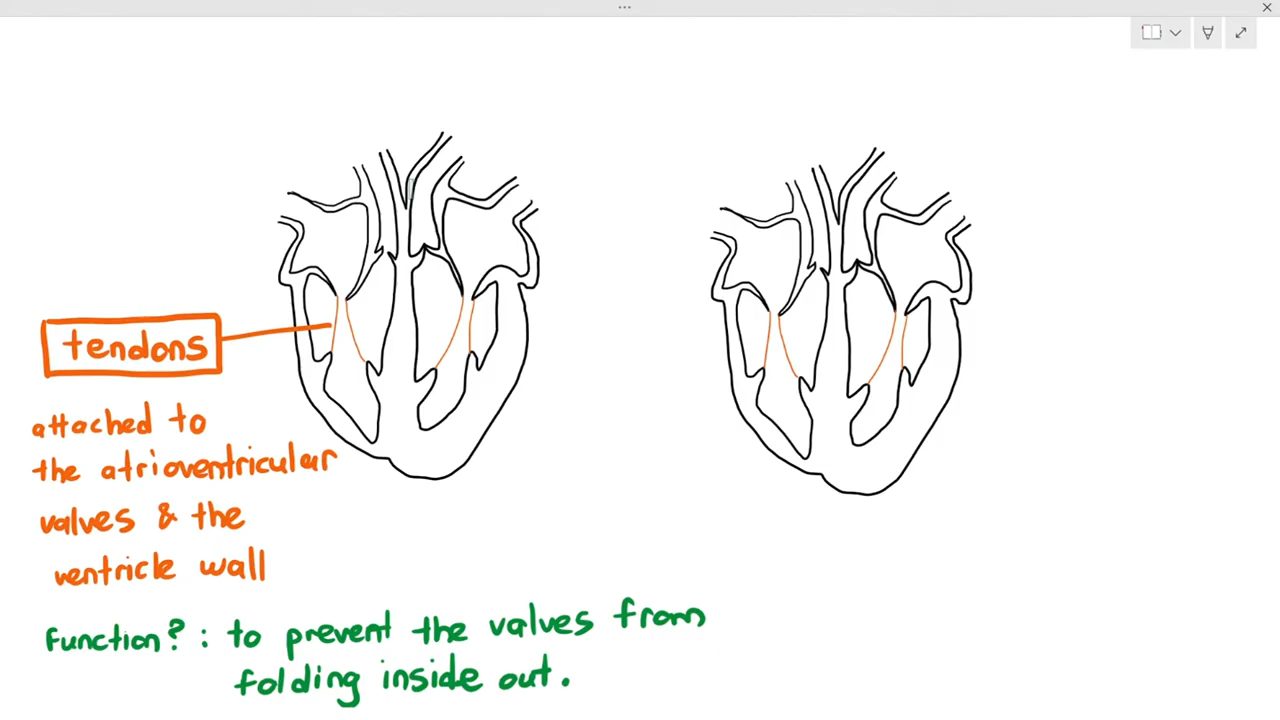 tendons
attached to
the atrioventricular
valves & the
ventricle wall
Function? : to prevent the valves from
folding inside out.